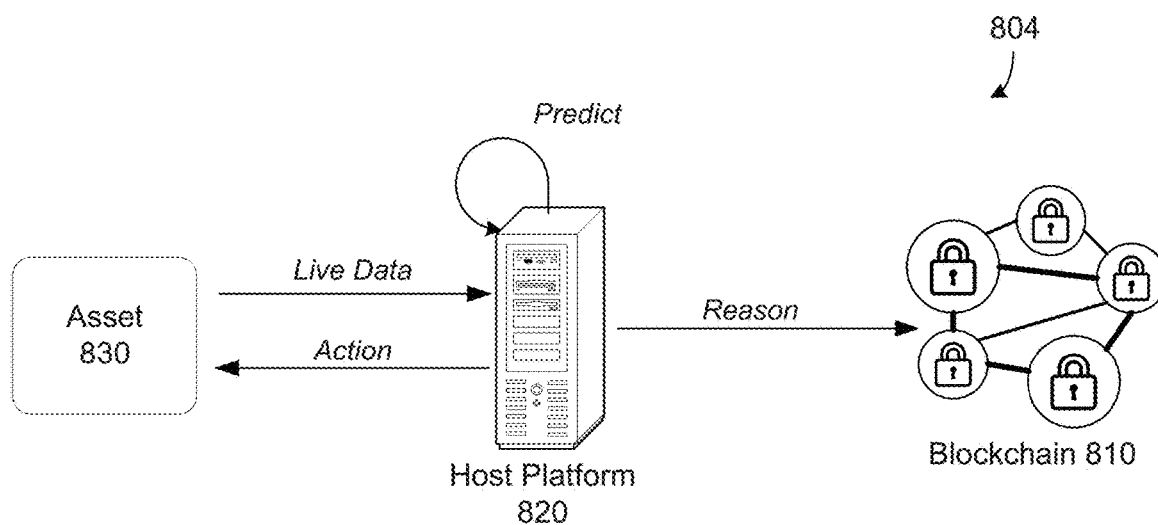 804
Predict
Live Data
Asset
830
Reason
Action
Blockchain 810
Host Platform
820